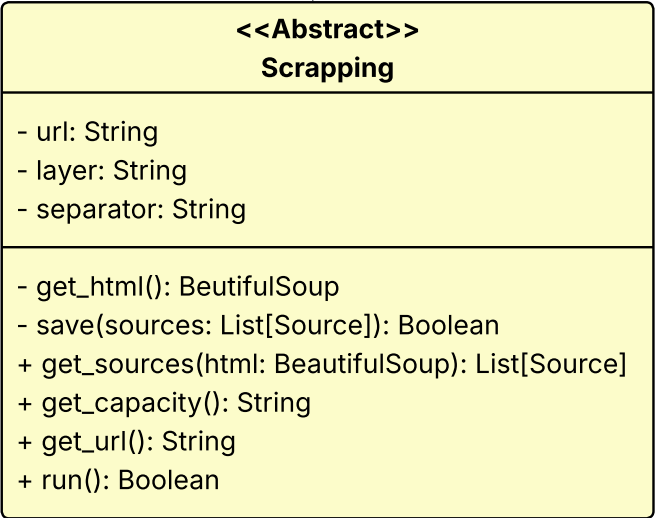 <<Abstract>>
Scrapping
- url: String
- layer: String
- separator: String
- get_html(): BeutifulSoup
- save(sources: List[Source]): Boolean
+ get_sources(html: BeautifulSoup): List[Source]
+ get_capacity(): String
+ get_url(): String
+ run(): Boolean